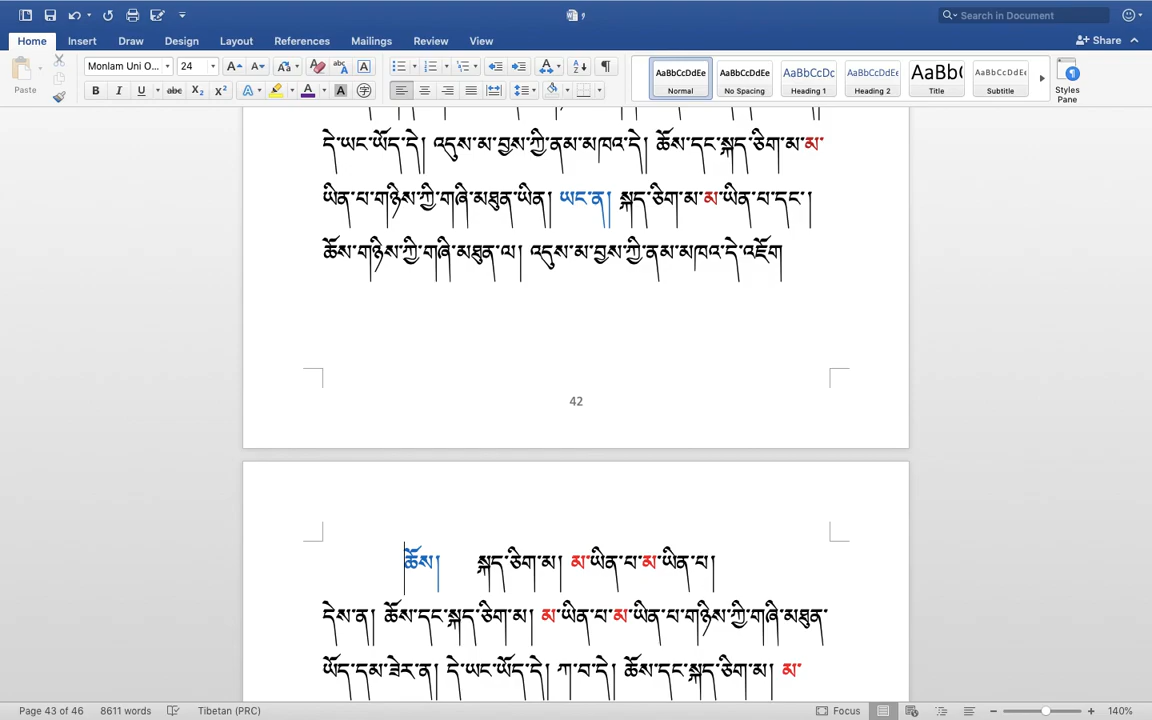 Search in Document
Home Insert Draw Design Layout References Mailings Review View Share
Paste
Monlam Uni O... 24
AaBbCcDdEe AaBbCcDdEe AaBbCcDc AaBbCcDdEe AaBb( AaBbCcDdEe
Normal No Spacing Heading 1 Heading 2 Title Subtitle Styles Pane
དེ་ཡང་ཡོད་དེ། འདུས་མ་བྱས་ཀྱི་ནམ་མཁའ་དེ། ཆོས་དང་སྐད་ཅིག་མ་མ་
ཡིན་པ་གཉིས་ཀྱི་གཞི་མཐུན་ཡིན། ཡང་ན། སྐད་ཅིག་མ་མ་ཡིན་པ་དང་།
ཆོས་གཉིས་ཀྱི་གཞི་མཐུན་ལ། འདུས་མ་བྱས་ཀྱི་ནམ་མཁའ་དེ་འཇོག
42
ཆོས། སྐད་ཅིག་མ། མ་ཡིན་པ་མ་ཡིན་པ།
དེས་ན། ཆོས་དང་སྐད་ཅིག་མ། མ་ཡིན་པ་མ་ཡིན་པ་གཉིས་ཀྱི་གཞི་མཐུན་
ཡོད་དམ་ཟེར་ན། དེ་ཡང་ཡོད་དེ། ཀ་བ་དེ། ཆོས་དང་སྐད་ཅིག་མ། མ་
Page 43 of 46 8611 words Tibetan (PRC) Focus 140%